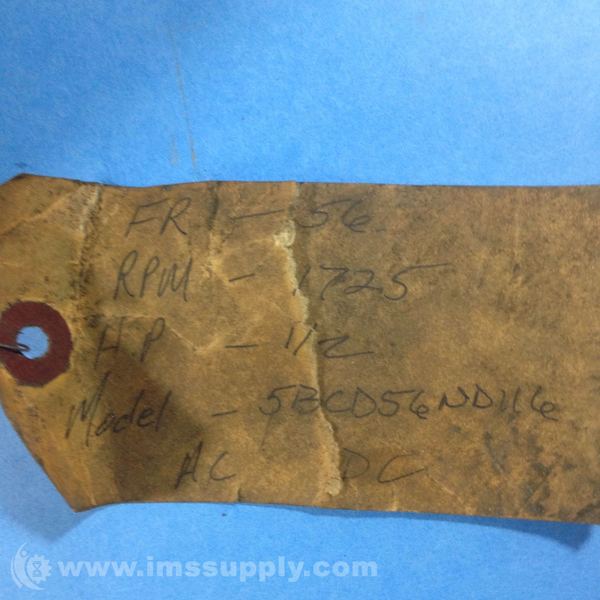 FR - 56
RPM - 1725
HP - 1/2
Model - 5BCD56ND116
AC DC
www.imssupply.com